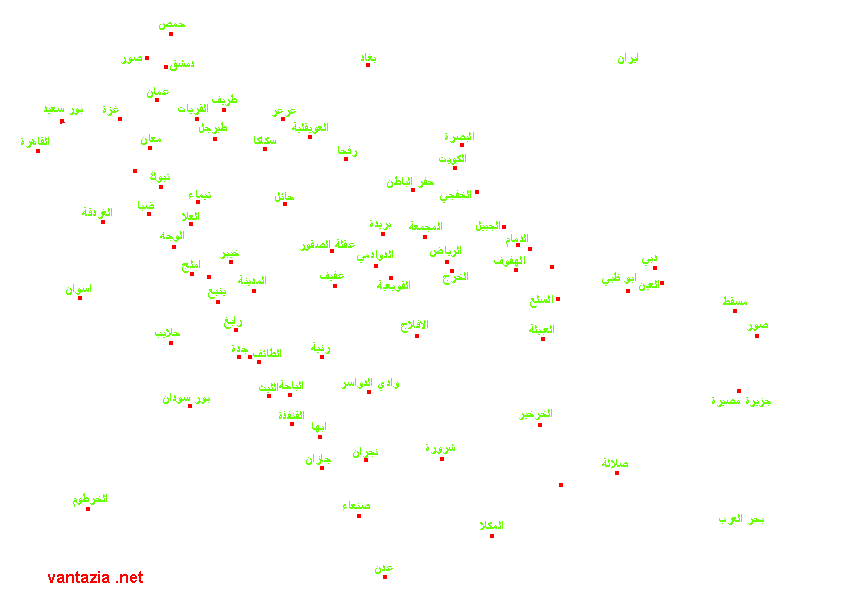 حمص
صور
دمشق
بغاد
ايران
عمان
بور سعيد
غزة
القريات
طريف
عرعر
طبرجل
العويقلية
القاهرة
معان
سكاكا
رفحا
البصرة
الكويت
تبوك
حفر الباطن
الخفجي
تيماء
حائل
ضبا
الغردقة
العلا
بريدة
المجمعة
الجبيل
الوجه
الدمام
عقلة الصقور
خيبر
الدوادمي
الرياض
الهفوف
دبي
املج
المدينة
عفيف
القويعية
الخرج
ابو ظبي
العين
اسوان
ينبع
السلع
مسقط
رابغ
الافلاج
العبيلة
صور
حلايب
جدة
الطائف
رنية
الليث
الباحة
وادي الدواسر
بور سودان
جزيرة مصيرة
القنفذة
ابها
الخرخير
جازان
نجران
شرورة
صلالة
الخرطوم
صنعاء
المكلا
بحر العرب
عدن
vantazia .net